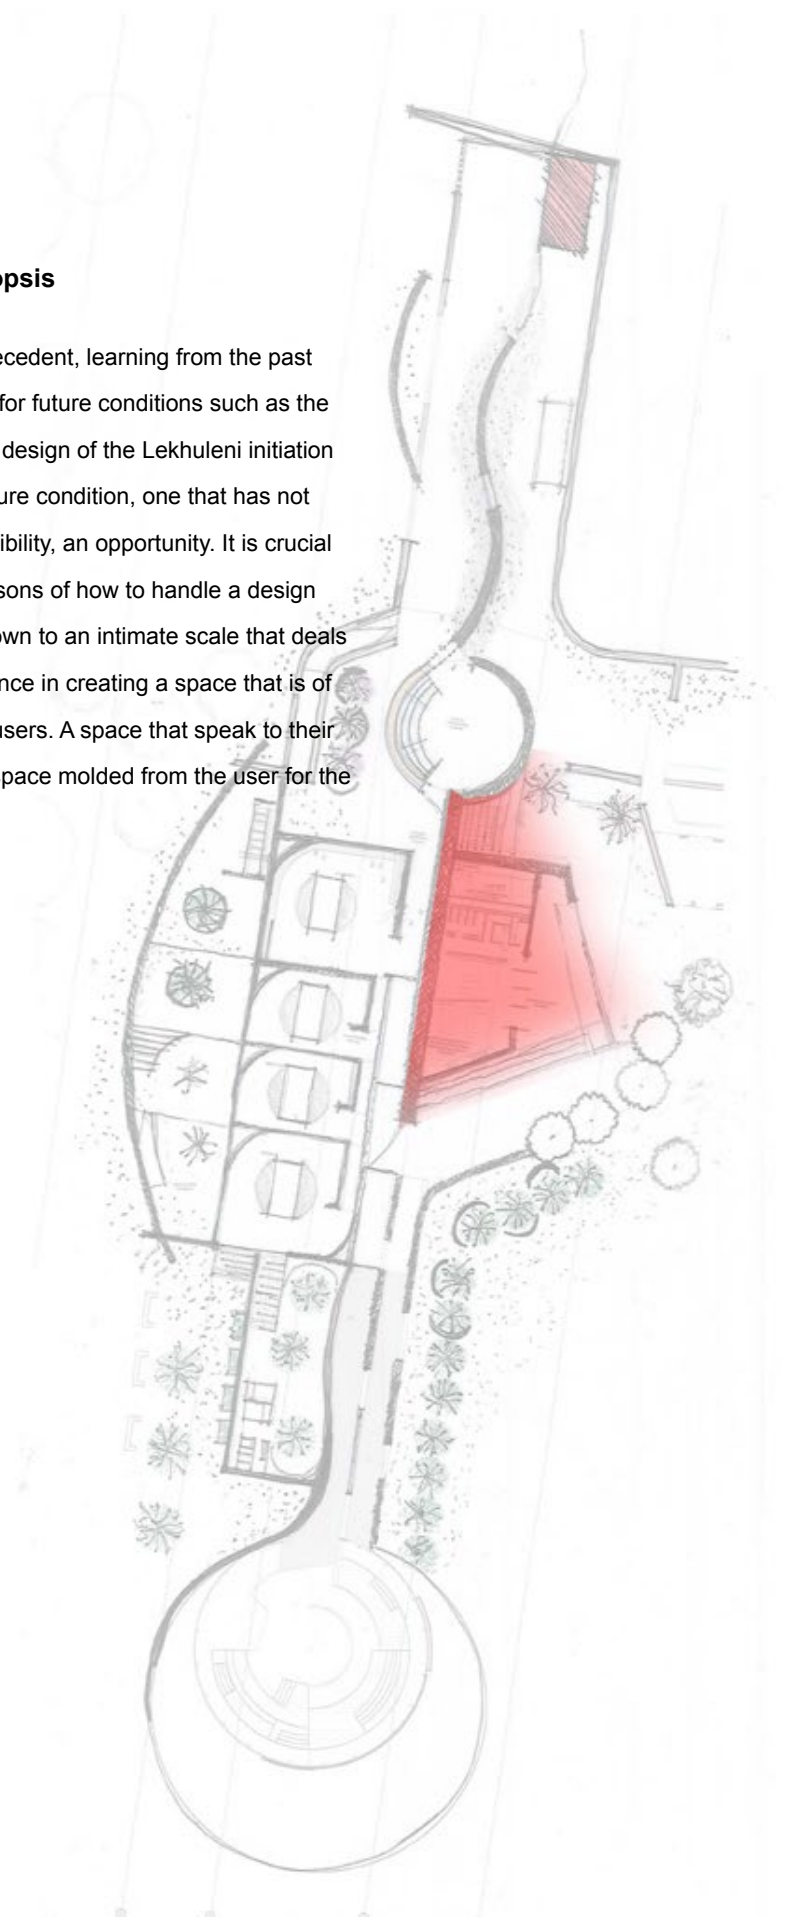 opsis
ecedent, learning from the past
for future conditions such as the
design of the Lekhuleni initiation
ure condition, one that has not
ibility, an opportunity. It is crucial
sons of how to handle a design
own to an intimate scale that deals
nce in creating a space that is of
users. A space that speak to their
space molded from the user for the